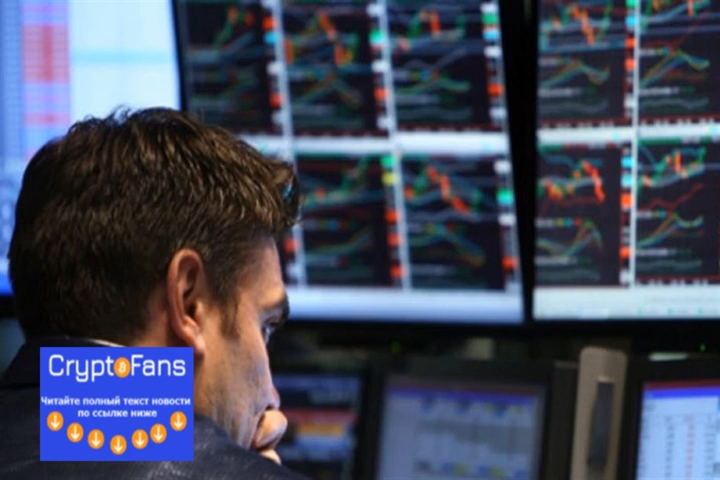 CryptoFans
Читайте полный текст новости
по ссылке ниже